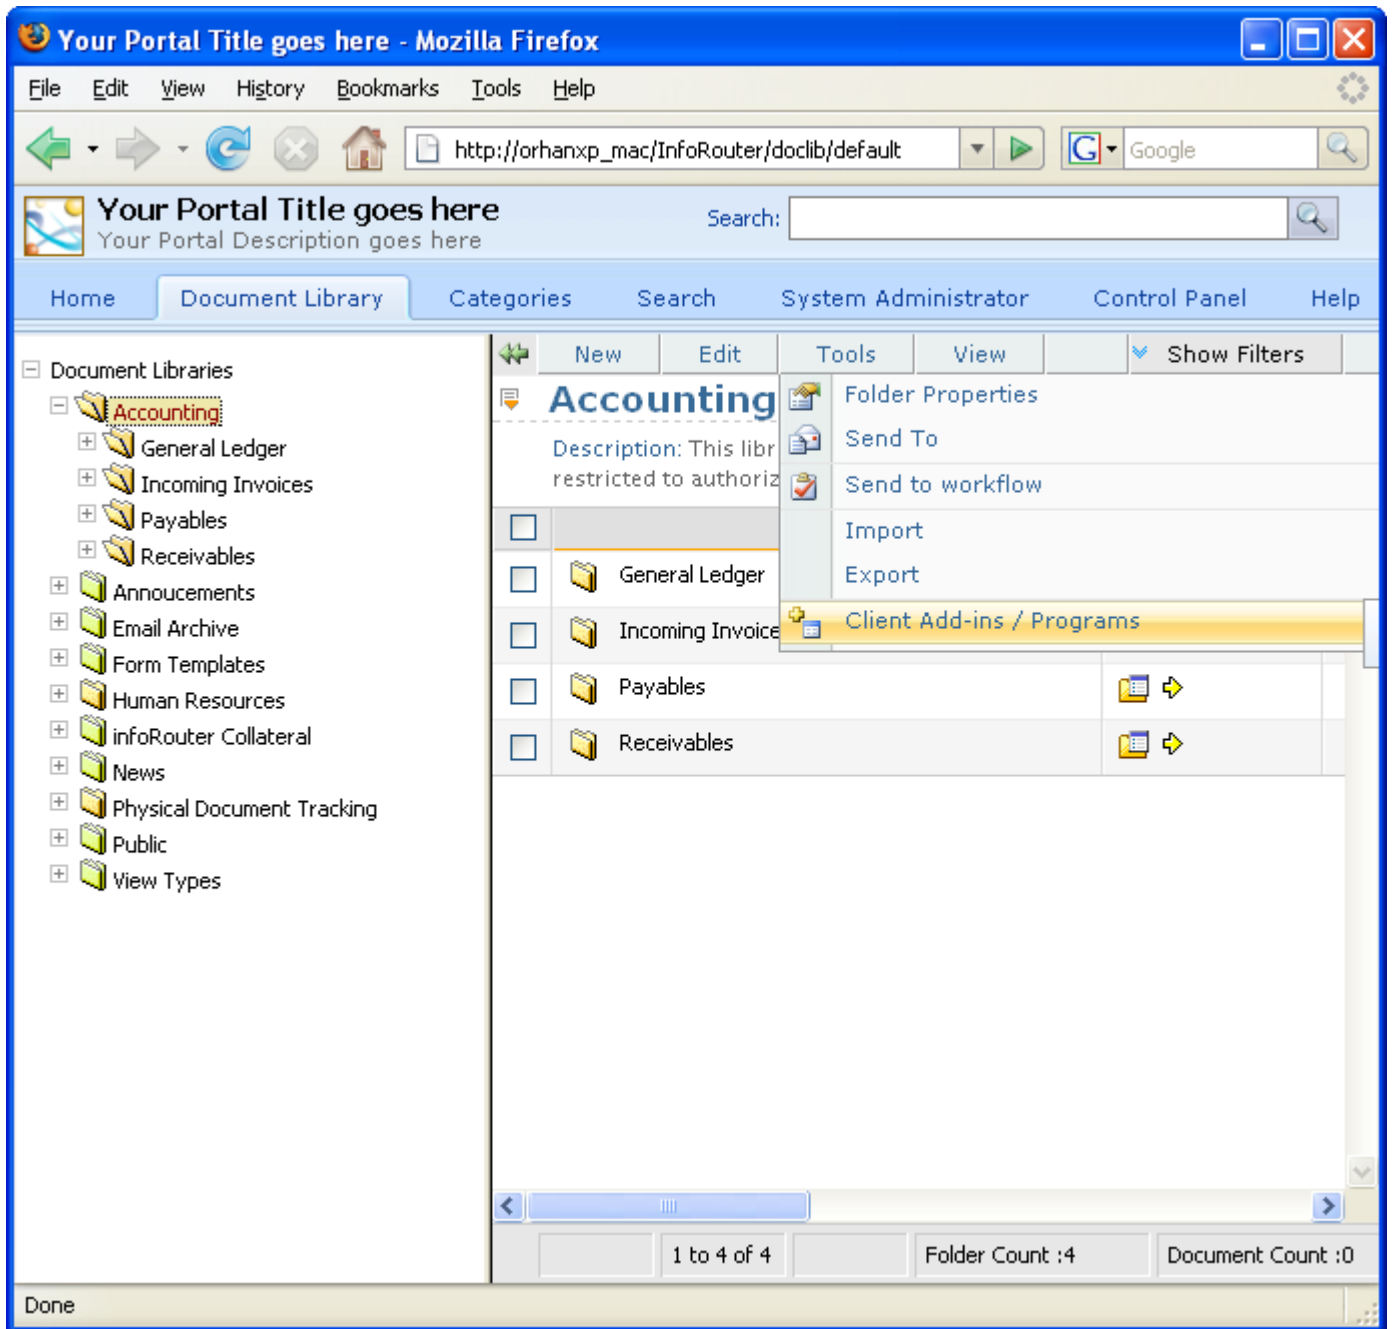 Your Portal Title goes here - Mozilla Firefox
File Edit View History Bookmarks Tools Help
http://orhanxp_mac/InfoRouter/doclib/default
G Google
Your Portal Title goes here
Your Portal Description goes here
Search:
Home Document Library Categories Search System Administrator Control Panel Help
Document Libraries
Accounting
General Ledger
Incoming Invoices
Payables
Receivables
Annoucements
Email Archive
Form Templates
Human Resources
infoRouter Collateral
News
Physical Document Tracking
Public
View Types
New Edit Tools View Show Filters
Accounting
Description: This libr
restricted to authoriz
Folder Properties
Send To
Send to workflow
Import
Export
Client Add-ins / Programs
General Ledger
Incoming Invoice
Payables
Receivables
1 to 4 of 4 Folder Count :4 Document Count :0
Done